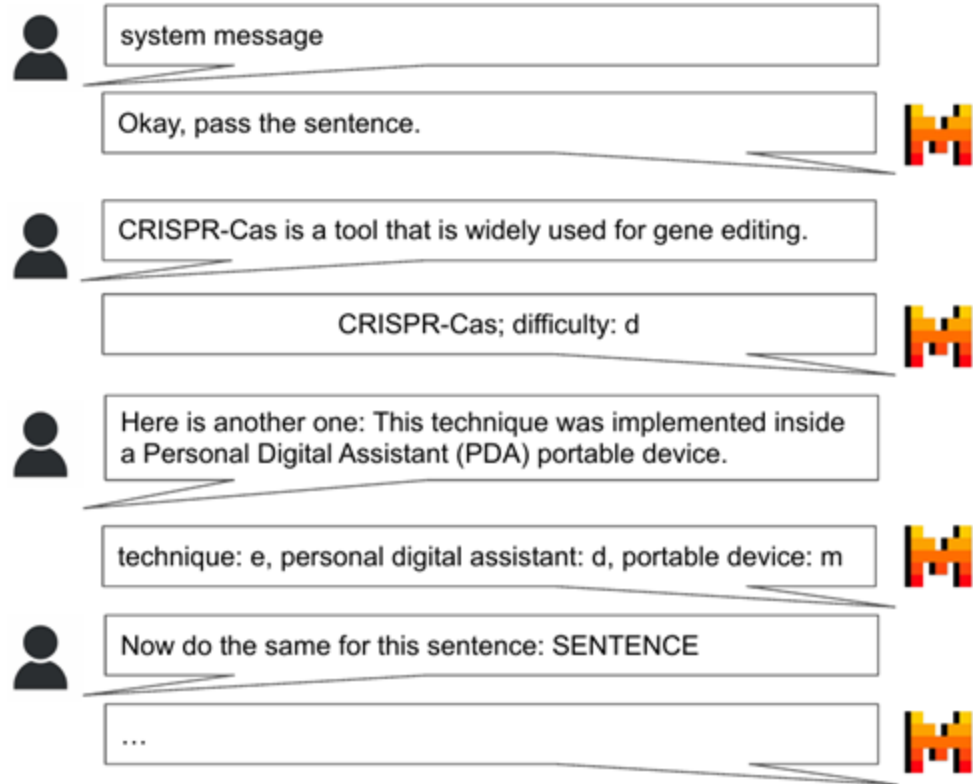 system message
Okay, pass the sentence.
CRISPR-Cas is a tool that is widely used for gene editing.
CRISPR-Cas; difficulty: d
Here is another one: This technique was implemented inside
a Personal Digital Assistant (PDA) portable device.
technique: e, personal digital assistant: d, portable device: m
Now do the same for this sentence: SENTENCE
...